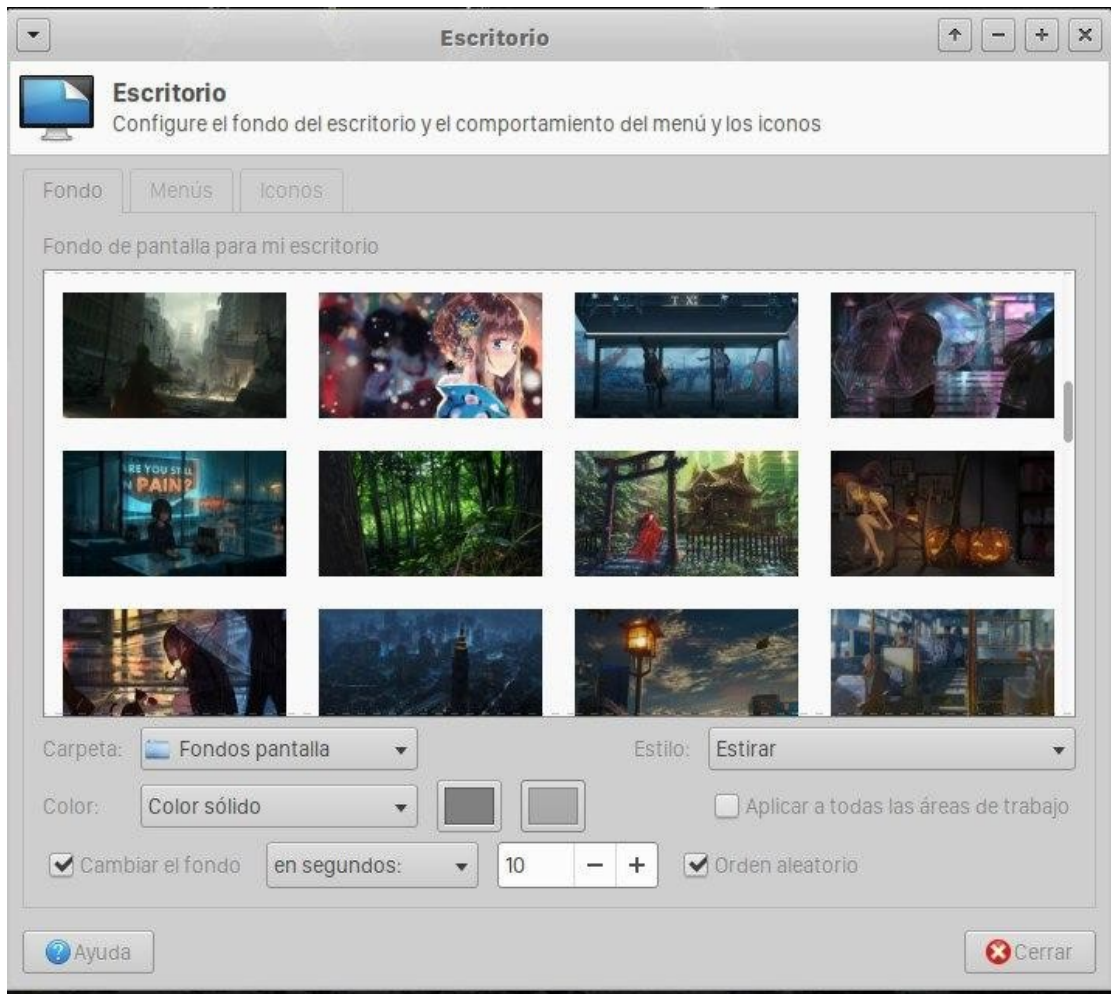 Escritorio
Escritorio
Configure el fondo del escritorio y el comportamiento del menú y los iconos
Fondo Menús Iconos
Fondo de pantalla para mi escritorio
ARE YOU STILL
IN PAIN?
Carpeta: Fondos pantalla Estilo: Estirar
Color: Color sólido Aplicar a todas las áreas de trabajo
Cambiar el fondo en segundos: 10 Orden aleatorio
Ayuda Cerrar